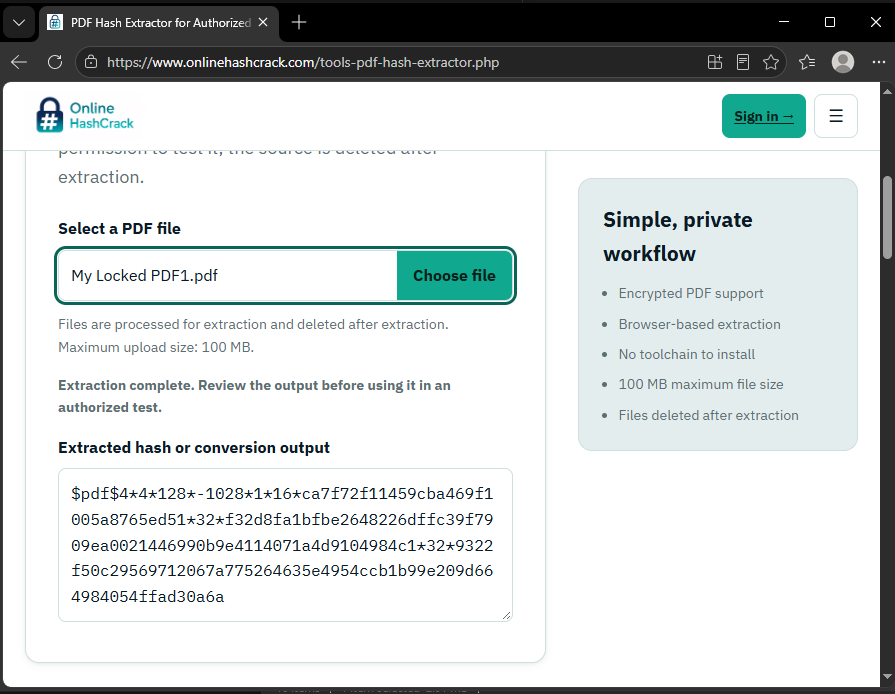 PDF Hash Extractor for Authorized
https://www.onlinehashcrack.com/tools-pdf-hash-extractor.php
Online
HashCrack
Sign in →
permission to test it, the source is deleted after
extraction.
Select a PDF file
My Locked PDF1.pdf
Choose file
Files are processed for extraction and deleted after extraction.
Maximum upload size: 100 MB.
Extraction complete. Review the output before using it in an
authorized test.
Extracted hash or conversion output
$pdf$4*4*128*-1028*1*16*ca7f72f11459cba469f1
005a8765ed51*32*f32d8fa1bfbe2648226dffc39f79
09ea0021446990b9e4114071a4d9104984c1*32*9322
f50c29569712067a775264635e4954ccb1b99e209d66
4984054ffad30a6a
Simple, private
workflow
Encrypted PDF support
Browser-based extraction
No toolchain to install
100 MB maximum file size
Files deleted after extraction